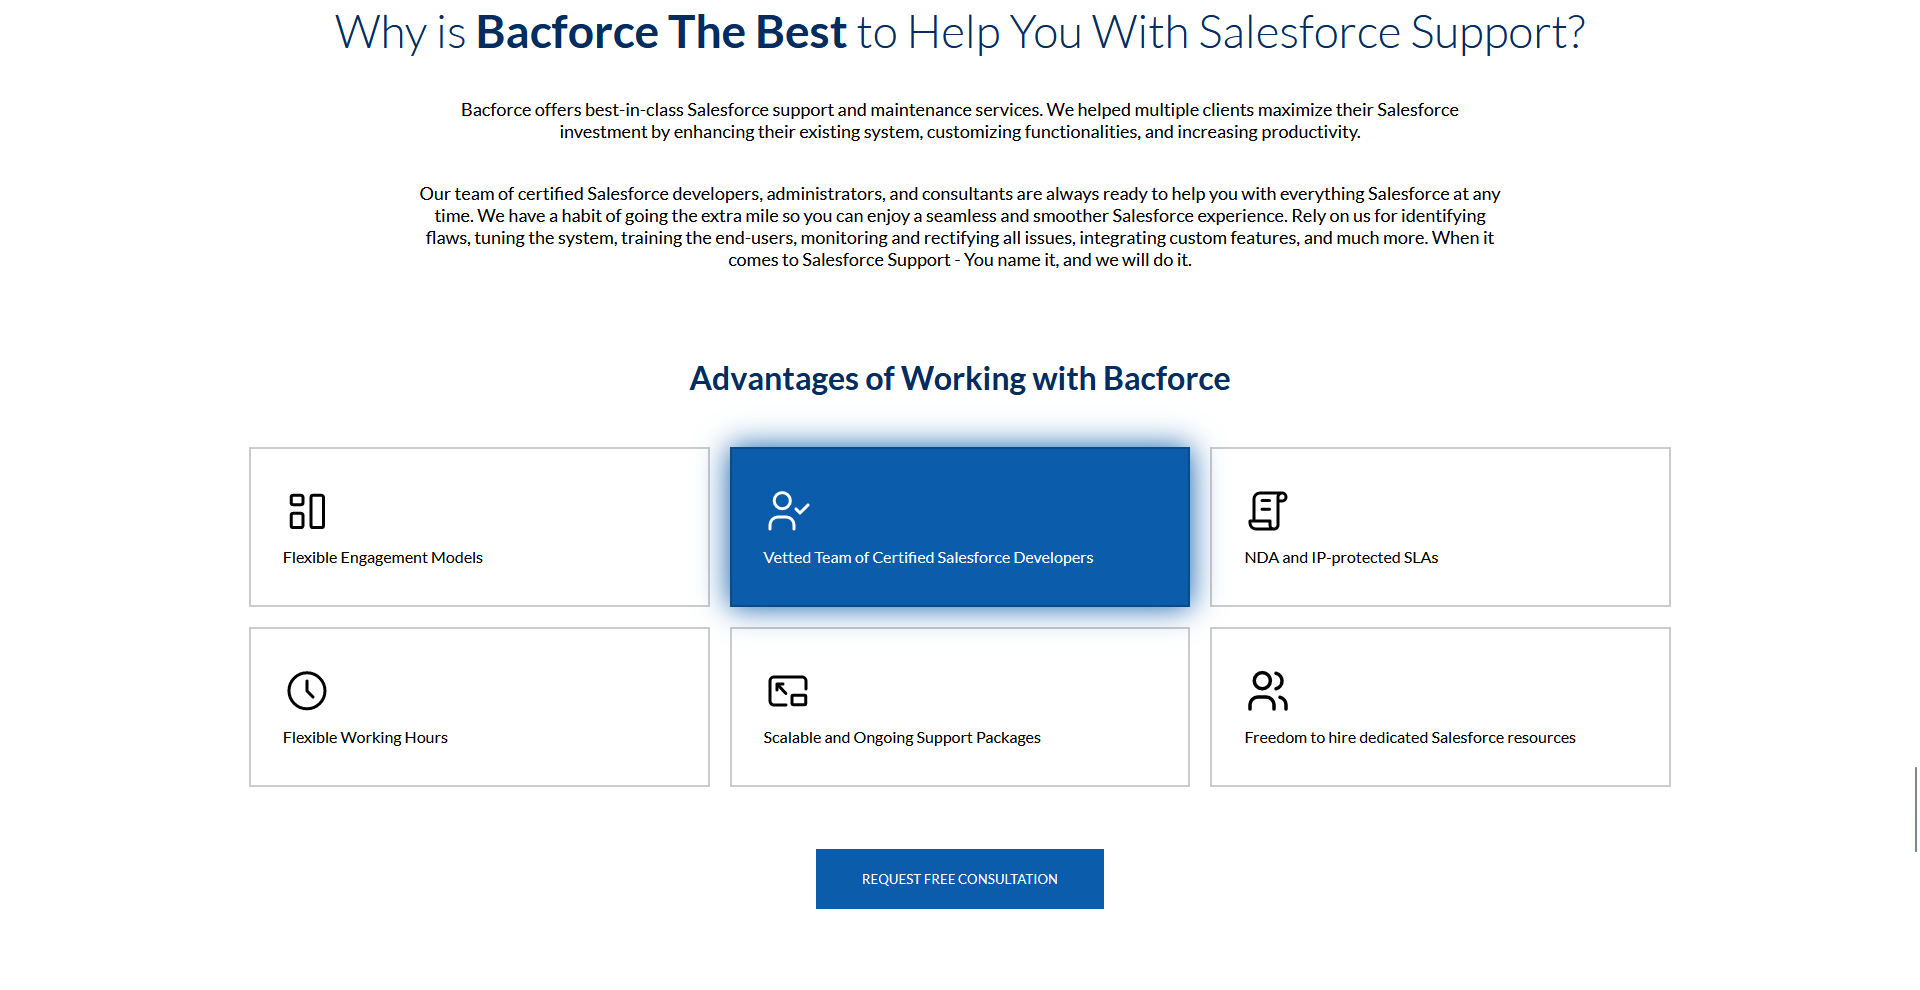 Why is Bacforce The Best to Help You With Salesforce Support?
Bacforce offers best-in-class Salesforce support and maintenance services. We helped multiple clients maximize their Salesforce
investment by enhancing their existing system, customizing functionalities, and increasing productivity.
Our team of certified Salesforce developers, administrators, and consultants are always ready to help you with everything Salesforce at any
time. We have a habit of going the extra mile so you can enjoy a seamless and smoother Salesforce experience. Rely on us for identifying
flaws, tuning the system, training the end-users, monitoring and rectifying all issues, integrating custom features, and much more. When it
comes to Salesforce Support - You name it, and we will do it.
Advantages of Working with Bacforce
Flexible Engagement Models
Vetted Team of Certified Salesforce Developers
NDA and IP-protected SLAs
Flexible Working Hours
Scalable and Ongoing Support Packages
Freedom to hire dedicated Salesforce resources
REQUEST FREE CONSULTATION